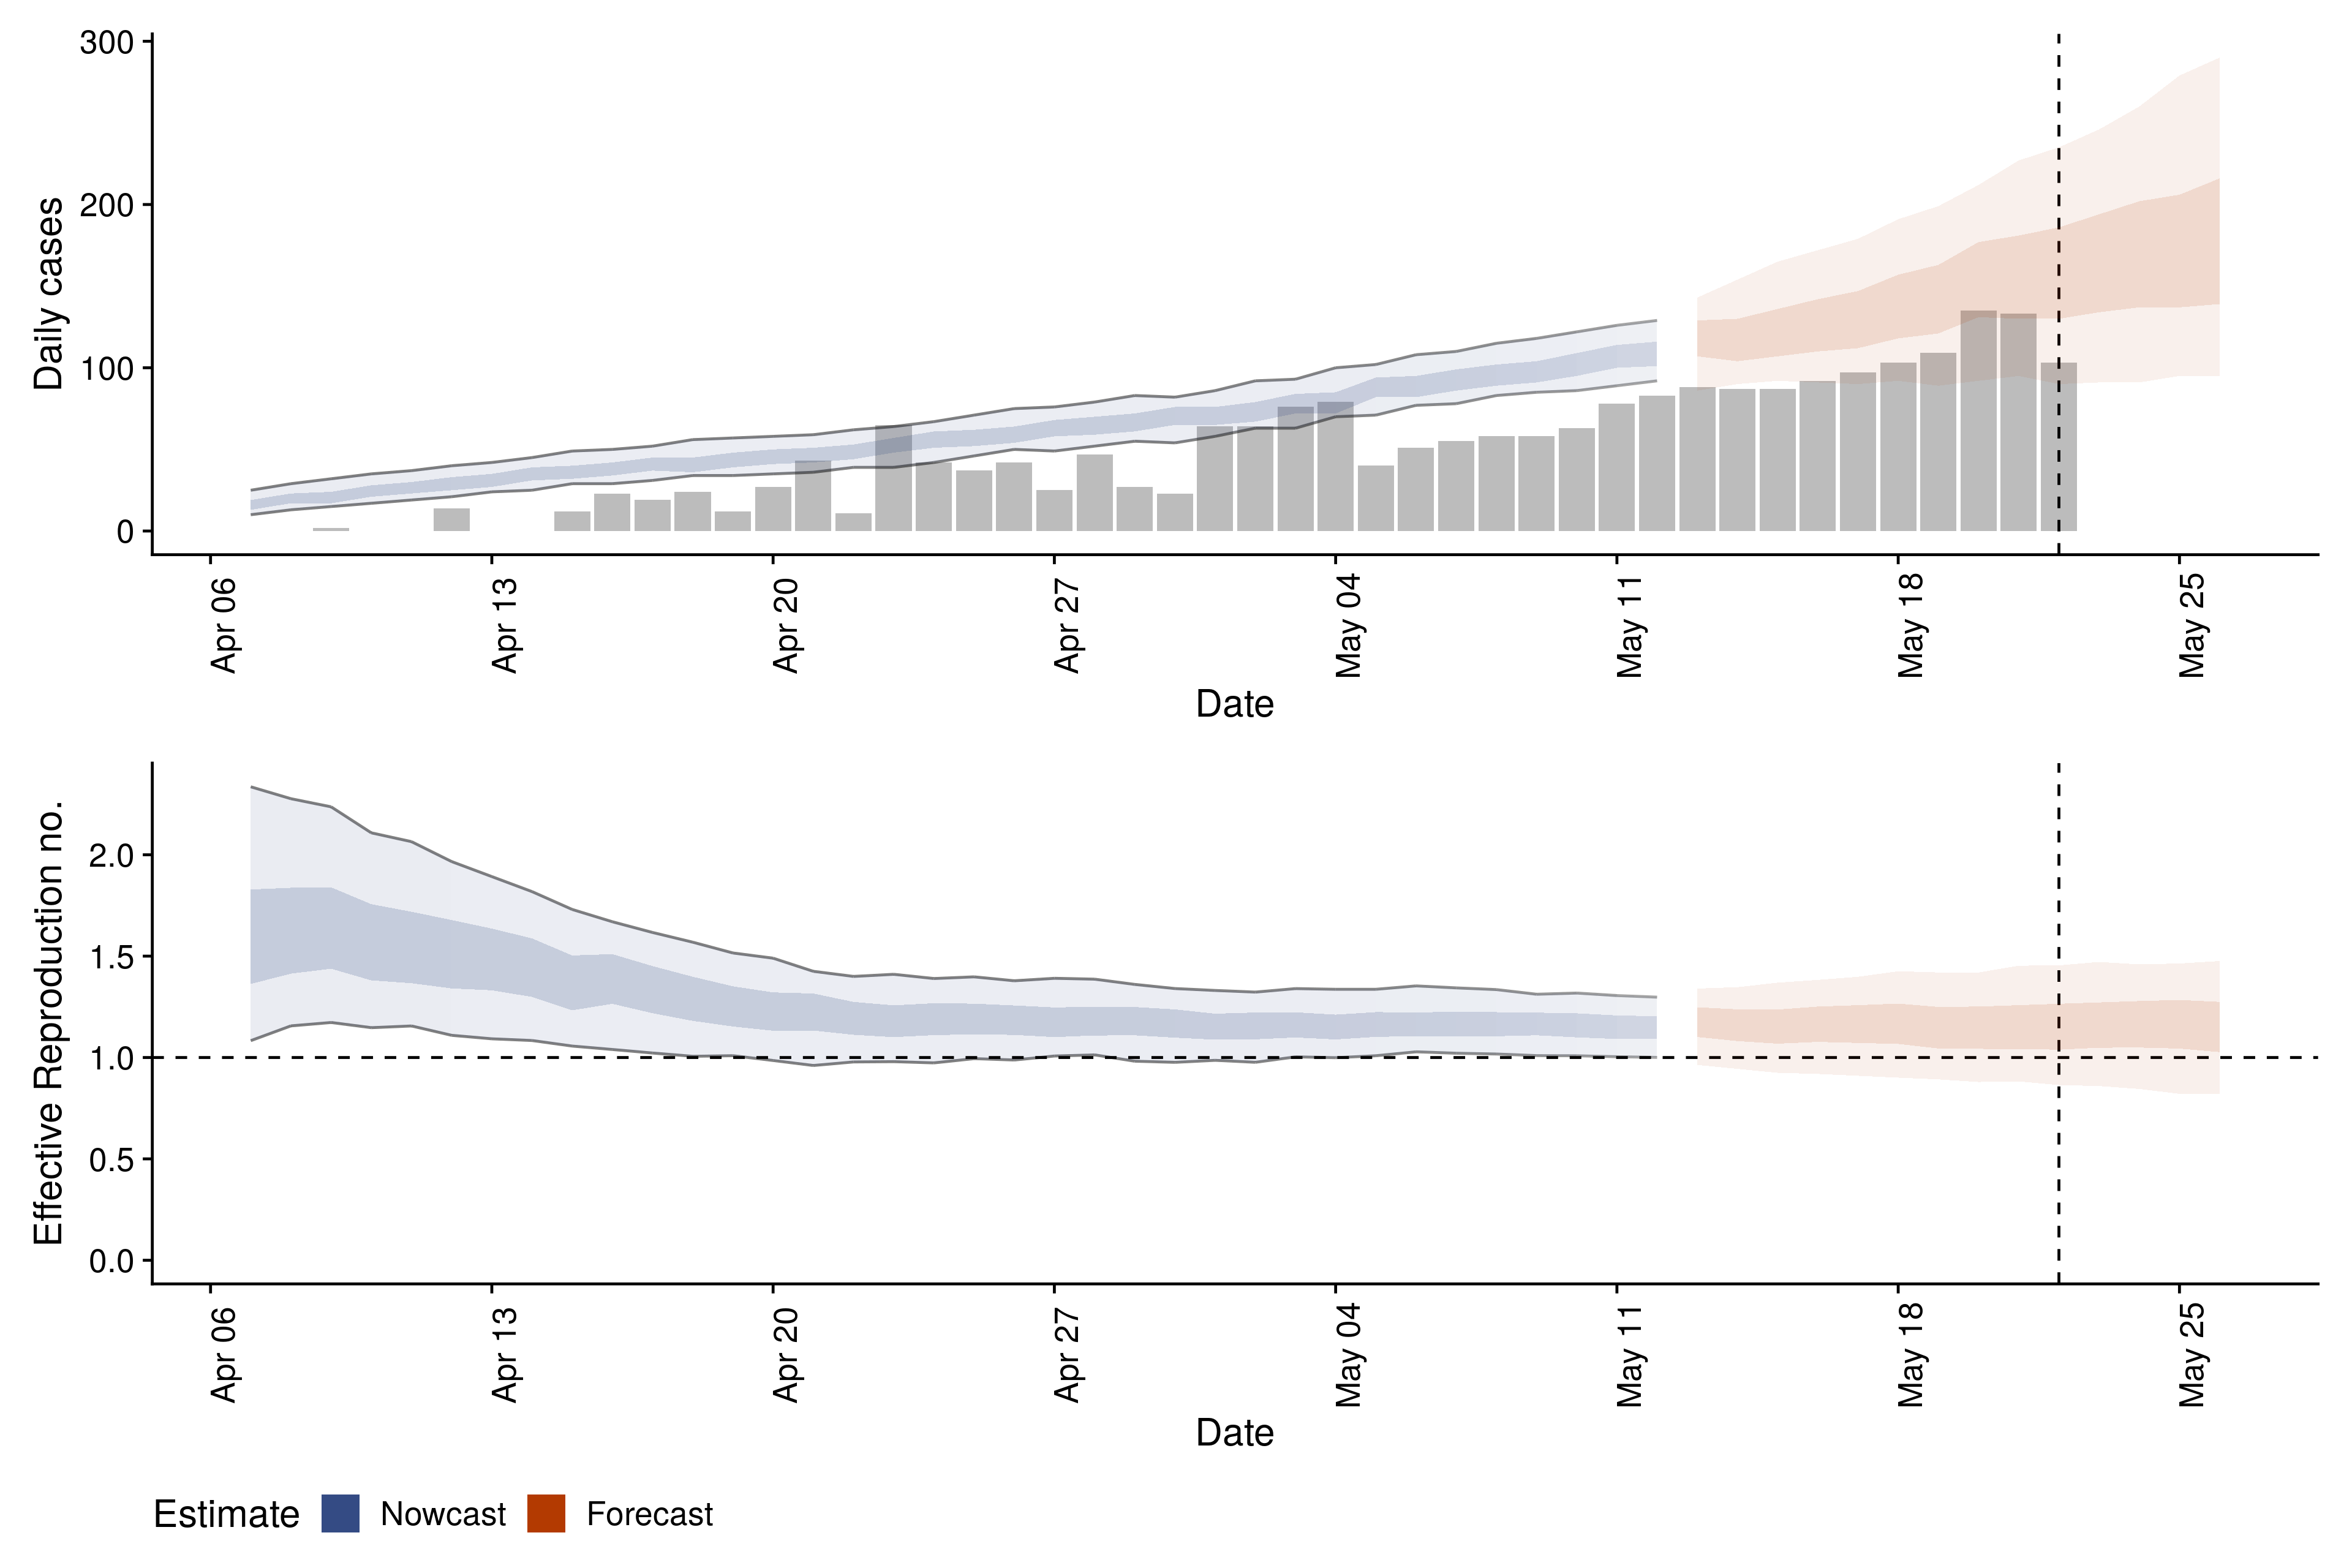 300
200
100
0
Daily cases
Apr 06
Apr 13
Apr 20
Apr 27
May 04
May 11
May 18
May 25
Date
2.0
1.5
1.0
0.5
0.0
Effective Reproduction no.
Apr 06
Apr 13
Apr 20
Apr 27
May 04
May 11
May 18
May 25
Date
Estimate Nowcast Forecast